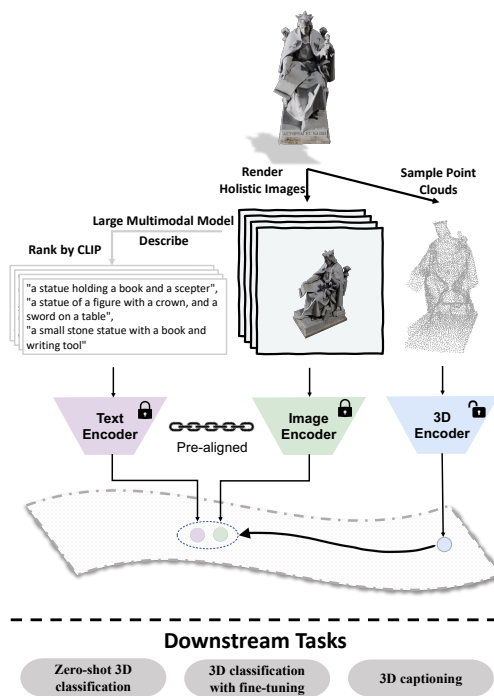 Render
Holistic Images
Sample Point
Clouds
Large Multimodal Model
Describe
Rank by CLIP
"a statue holding a book and a scepter",
"a statue of a figure with a crown, and a
sword on a table",
"a small stone statue with a book and
writing tool"
Text
Encoder
Pre-aligned
Image
Encoder
3D
Encoder
Downstream Tasks
Zero-shot 3D
classification
3D classification
with fine-tuning
3D captioning